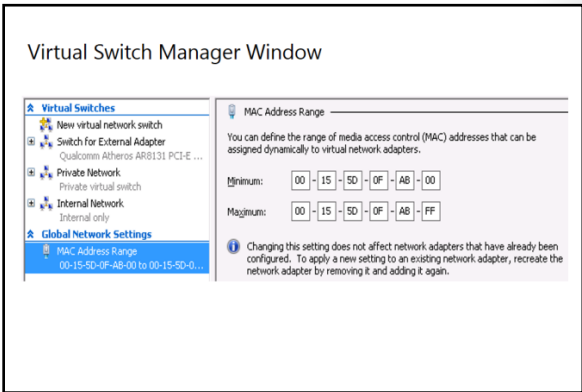 Virtual Switch Manager Window
Virtual Switches
New virtual network switch
Switch for External Adapter
Qualcomm Atheros AR8131 PCI-E ...
Private Network
Private virtual switch
Internal Network
Internal only
Global Network Settings
MAC Address Range
00-15-5D-0F-AB-00 to 00-15-5D-0...
MAC Address Range
You can define the range of media access control (MAC) addresses that can be
assigned dynamically to virtual network adapters.
Minimum: 00 - 15 - 5D - 0F - AB - 00
Maximum: 00 - 15 - 5D - 0F - AB - FF
Changing this setting does not affect network adapters that have already been
configured. To apply a new setting to an existing network adapter, recreate the
network adapter by removing it and adding it again.